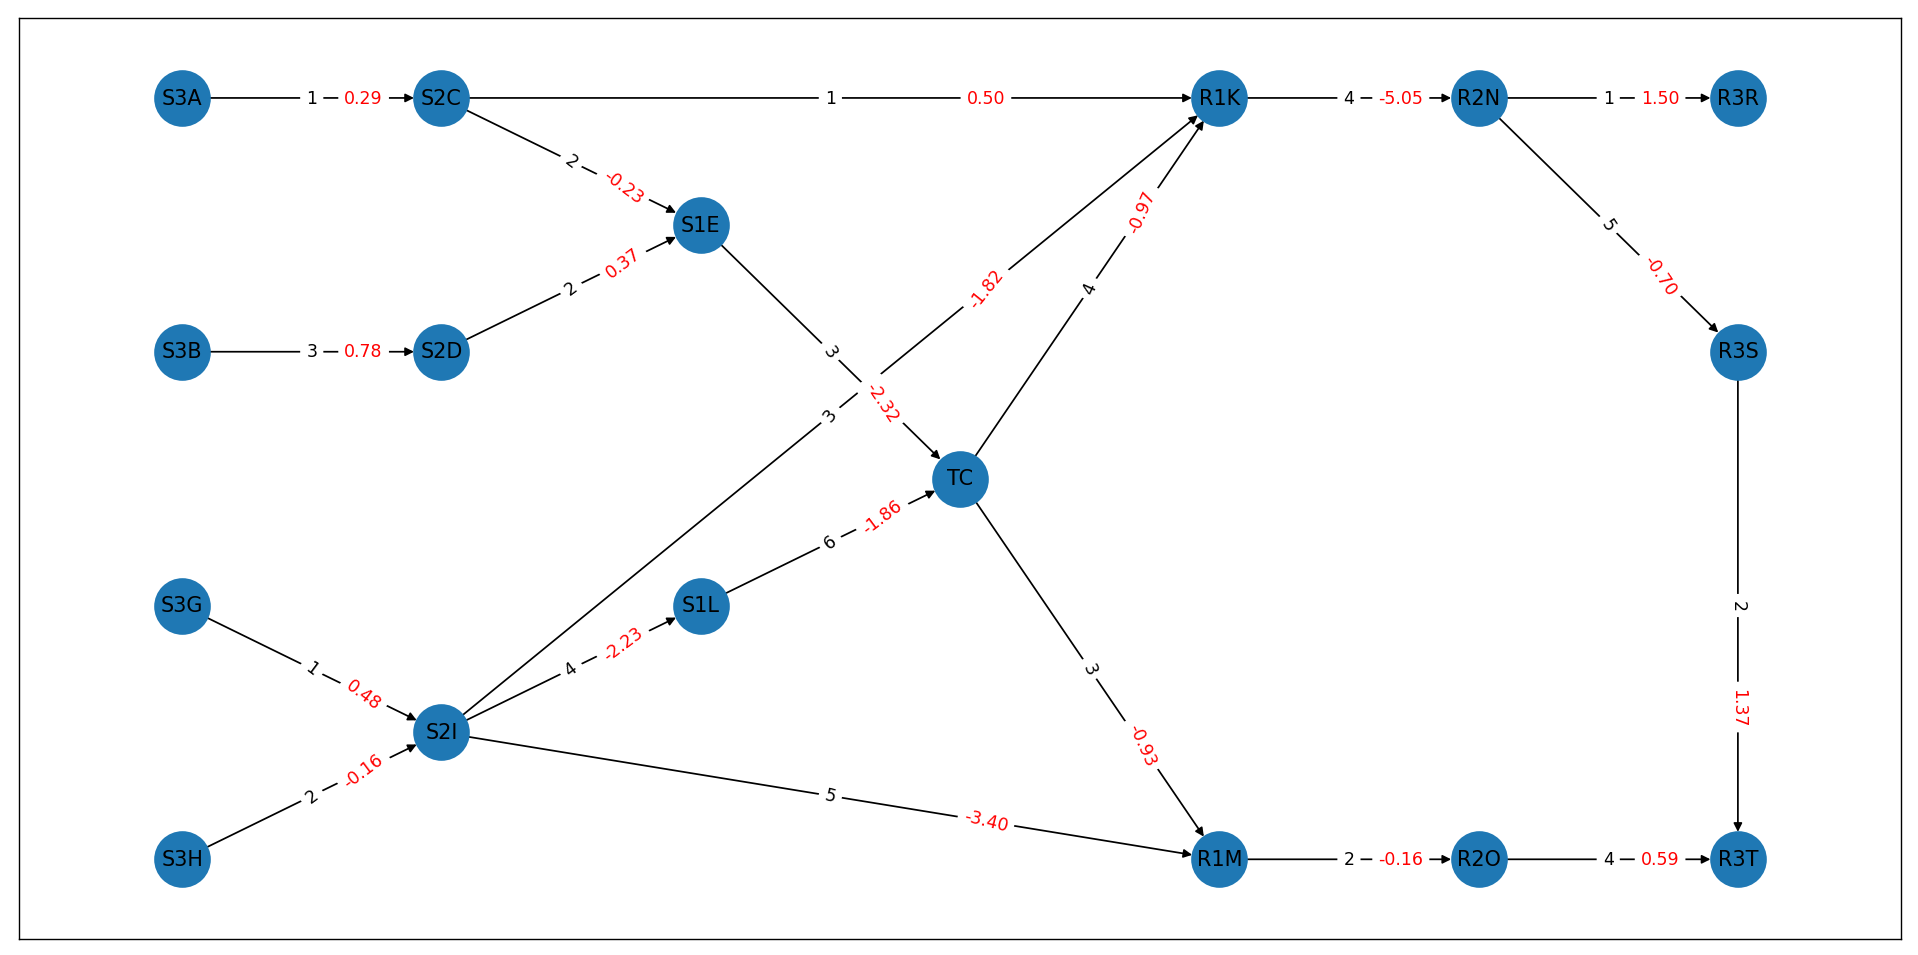 S3A 1 0.29 S2C 1 0.50 R1K 4 -5.05 R2N 1 1.50 R3R
2 -0.23
S1E
-0.97
5 -0.70
2 0.37
-1.82
4
S3B 3 0.78 S2D
3 -2.32
R3S
3
TC
6 -1.86
S3G
S1L
2
1 0.48
4 -2.23
3
1.37
S2I
-0.93
2 -0.16
5 -3.40
S3H
R1M 2 -0.16 R2O 4 0.59 R3T